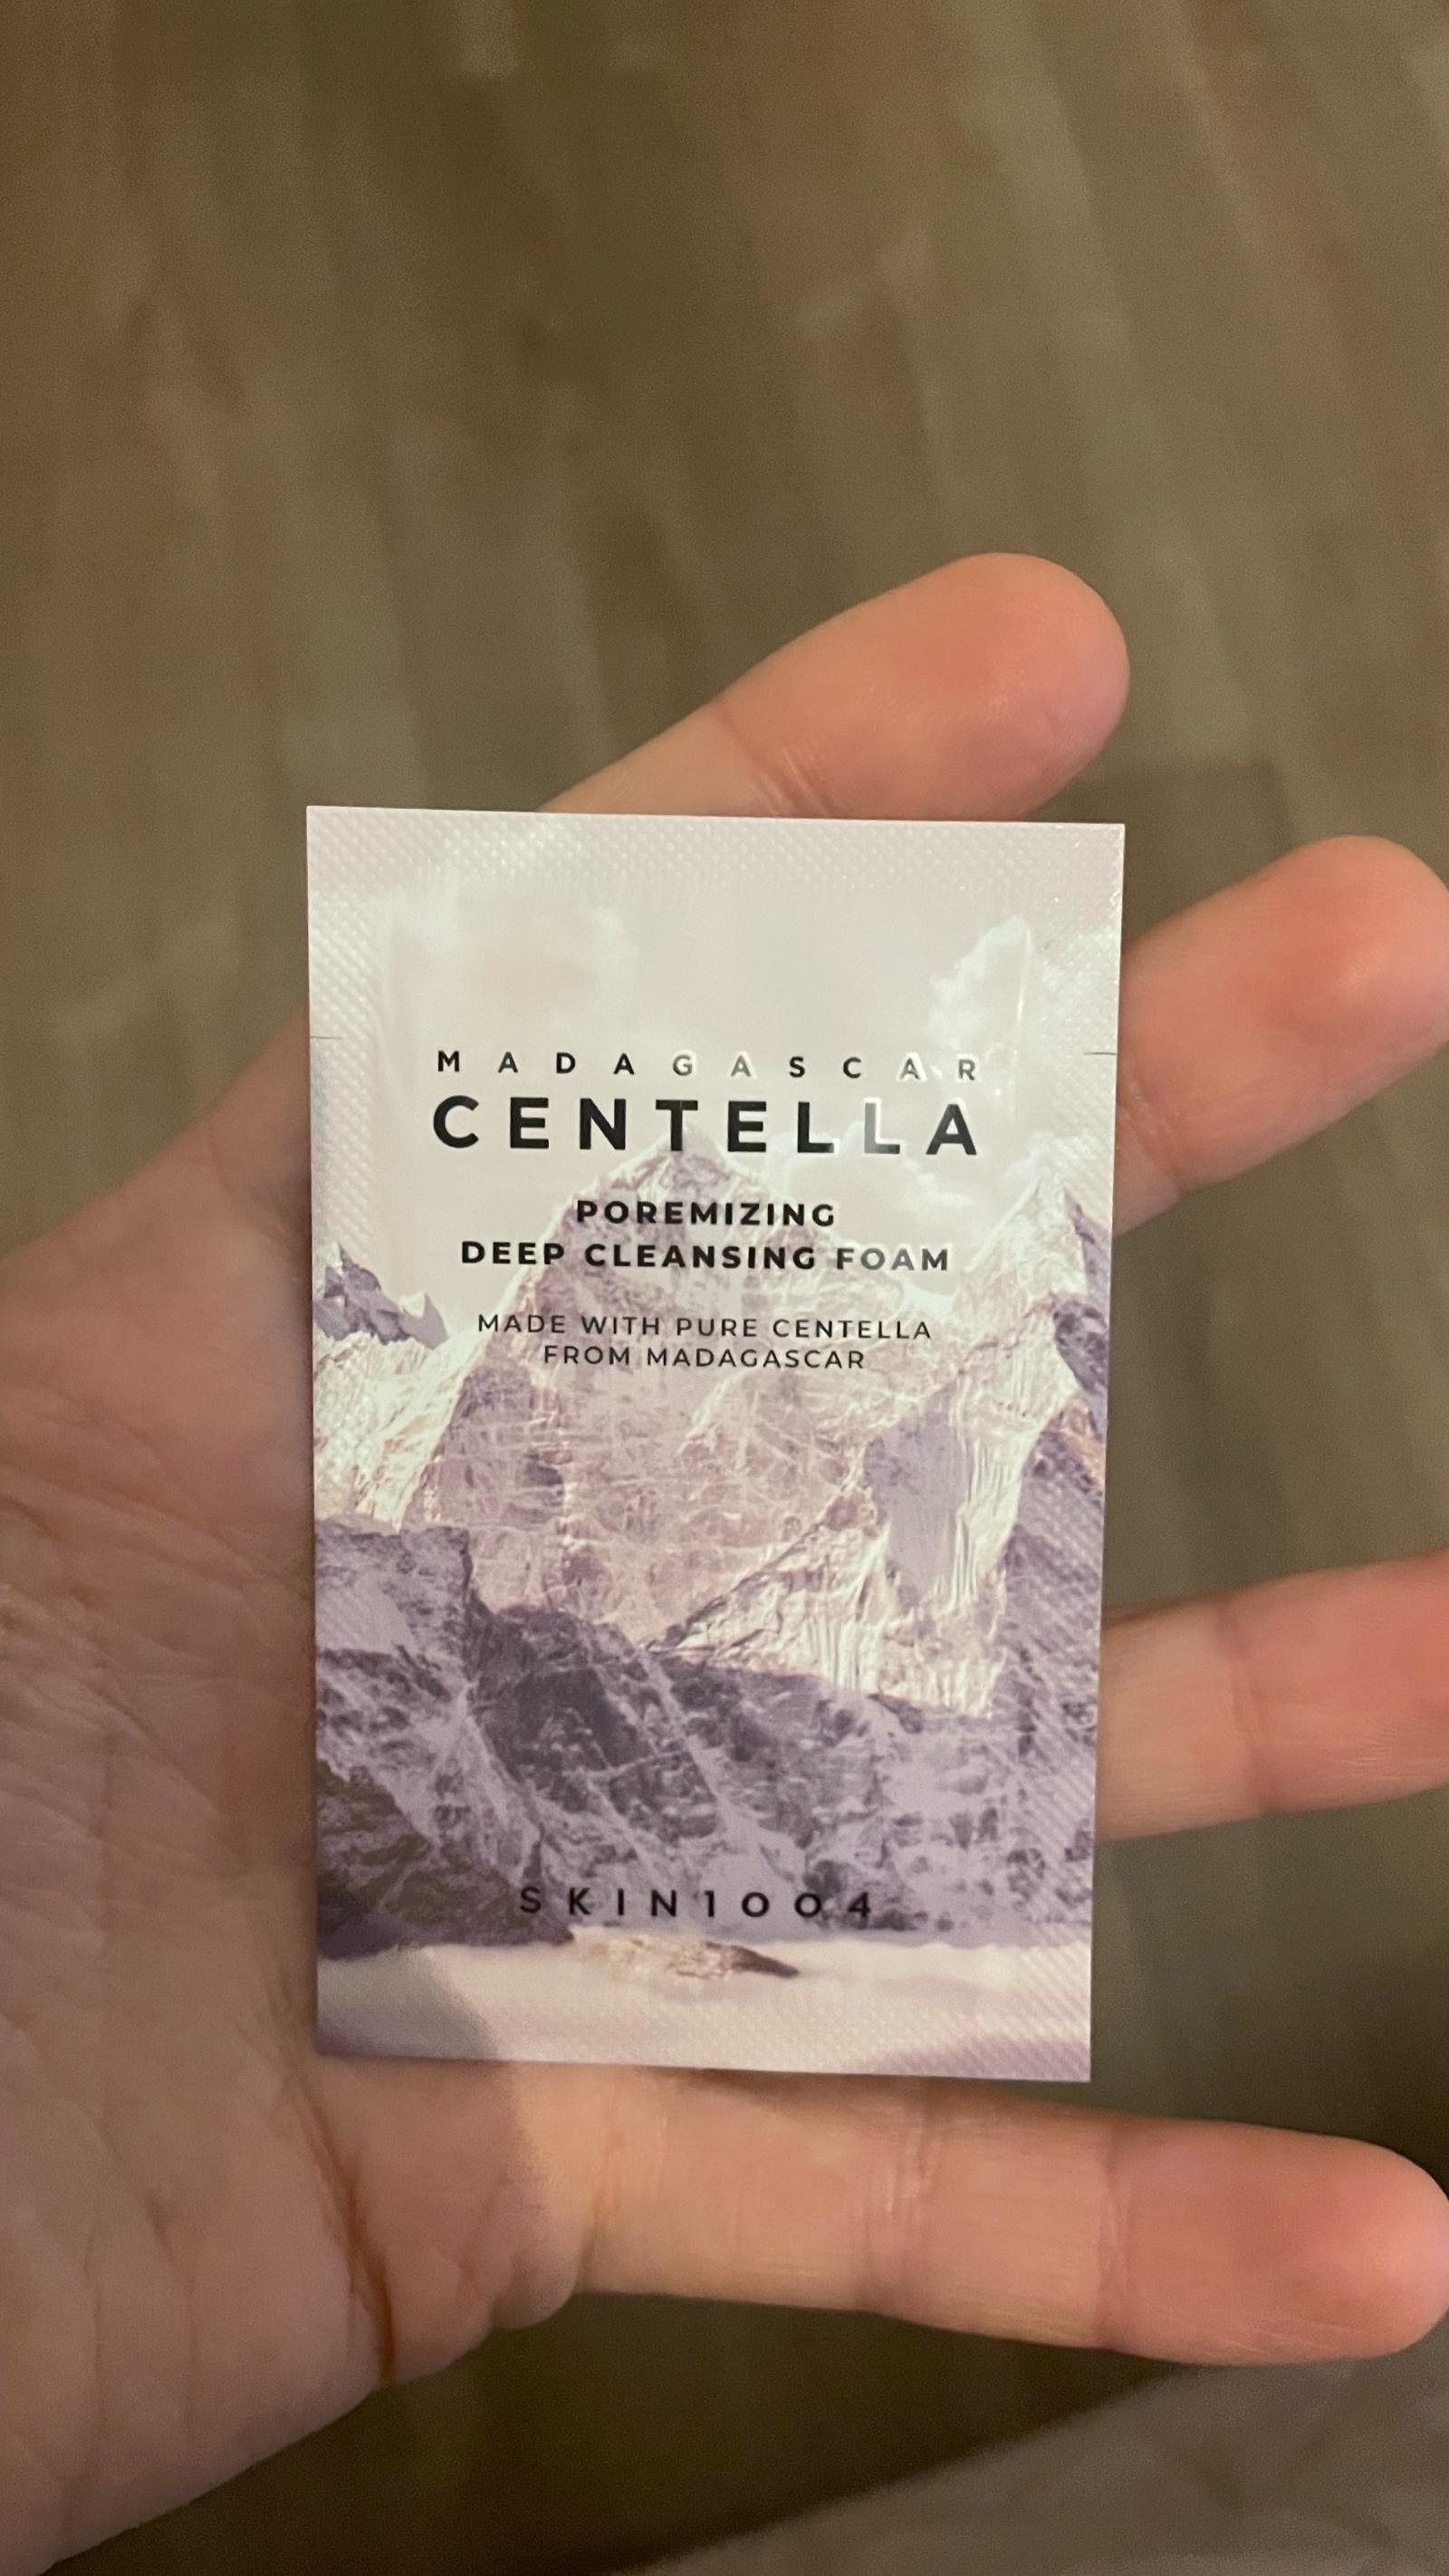 MADAGASCAR
CENTELLA
POREMIZING
DEEP CLEANSING FOAM
MADE WITH PURE CENTELLA
FROM MADAGASCAR
SKIN1004